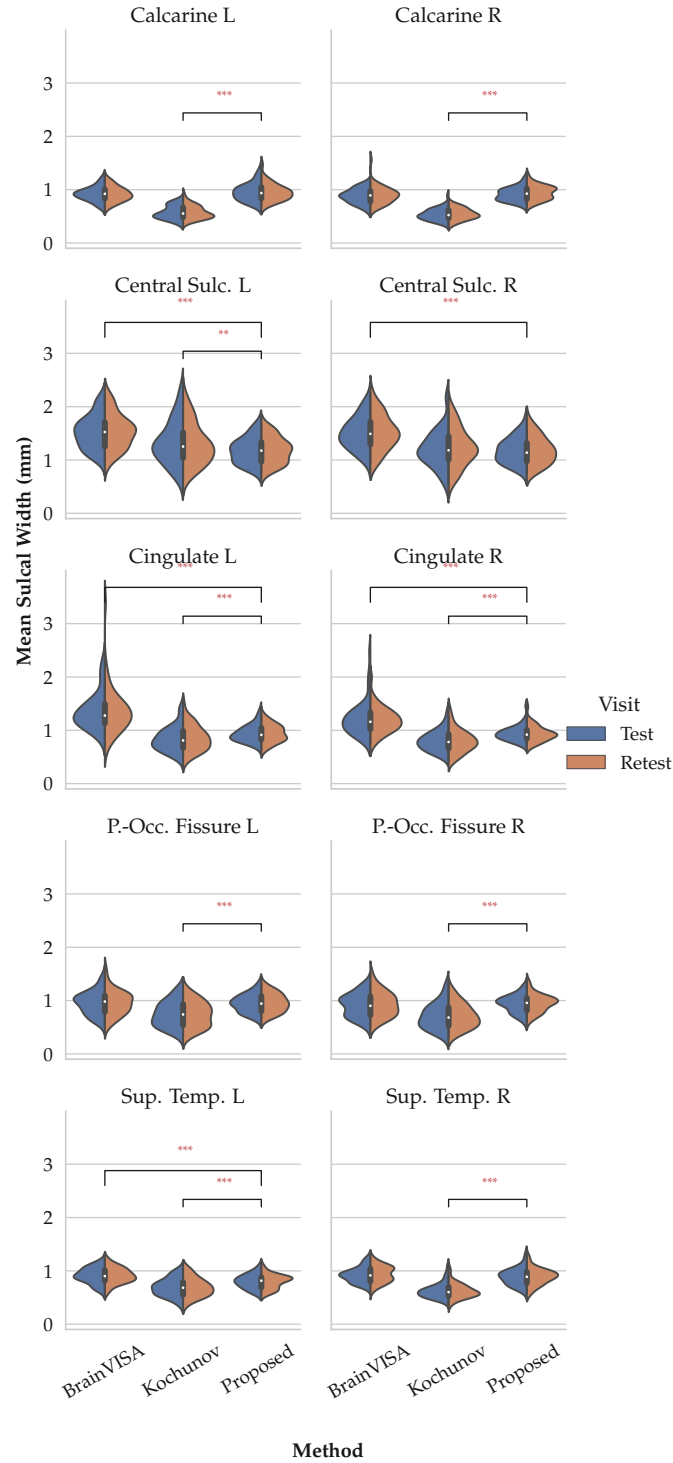 Calcarine L
Calcarine R
3
2
1
0
***
***
Central Sulc. L
Central Sulc. R
3
2
1
0
***
**
***
Cingulate L
Cingulate R
3
2
1
0
***
***
***
***
P.-Occ. Fissure L
P.-Occ. Fissure R
3
2
1
0
***
***
Sup. Temp. L
Sup. Temp. R
3
2
1
0
***
***
***
Mean Sulcal Width (mm)
Visit
Test
Retest
BrainVISA
Kochunov
Proposed
BrainVISA
Kochunov
Proposed
Method